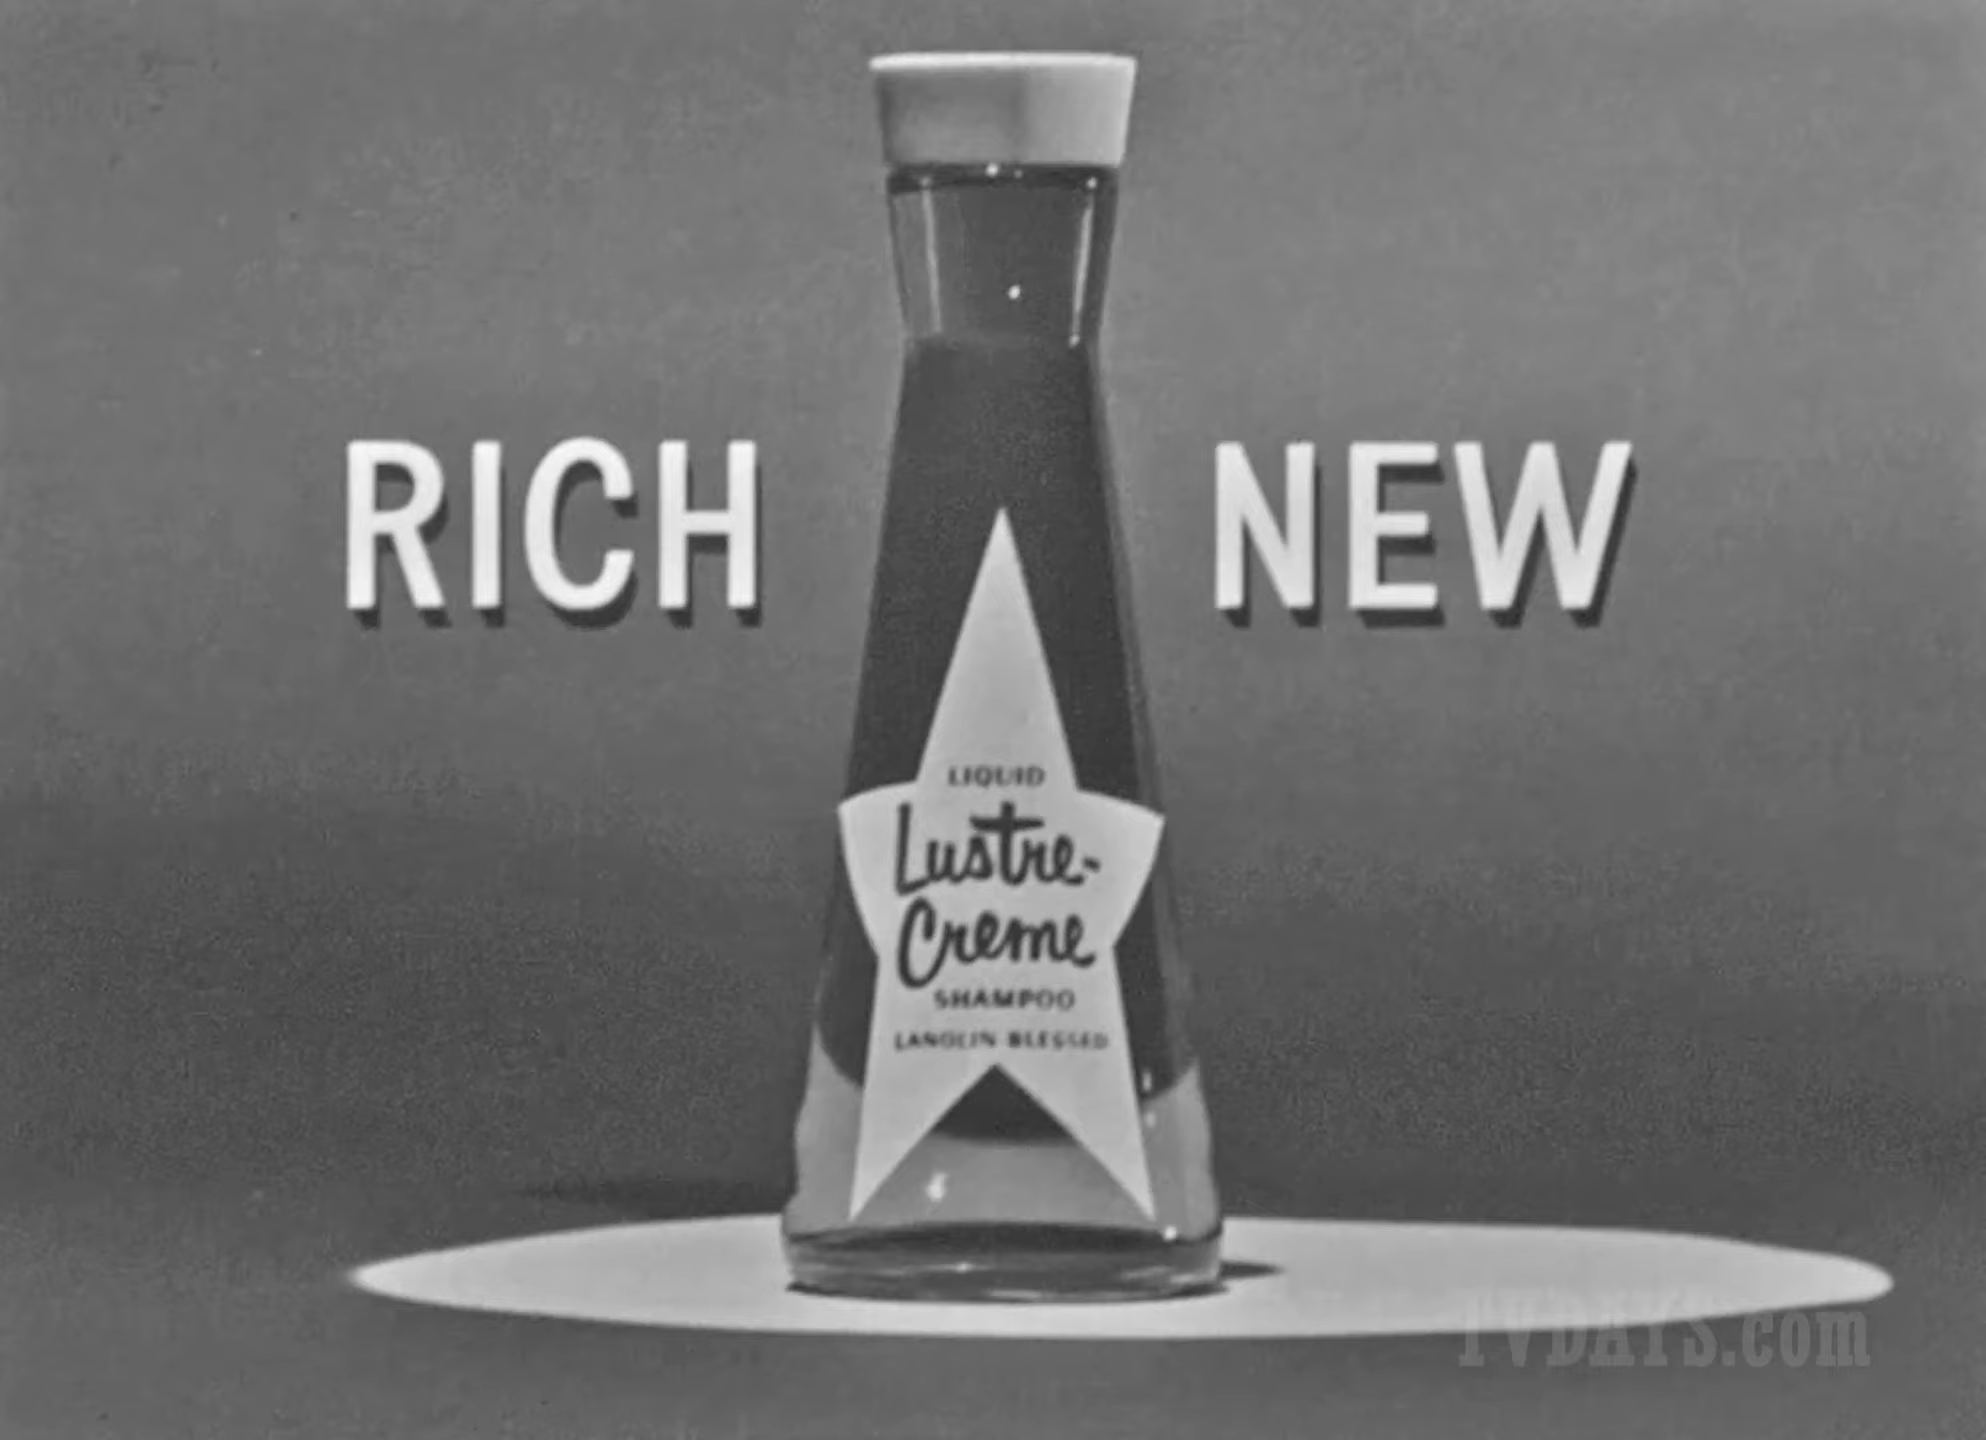 RICH NEW
LIQUID
Lustre-
Creme
SHAMPOO
LANOLIN-BLESSED
TVDAYS.com